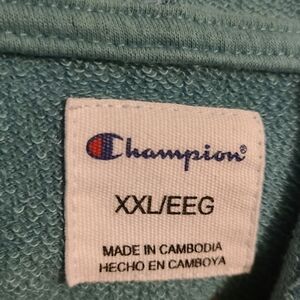 Champion®
XXL/EEG
MADE IN CAMBODIA
HECHO EN CAMBOYA